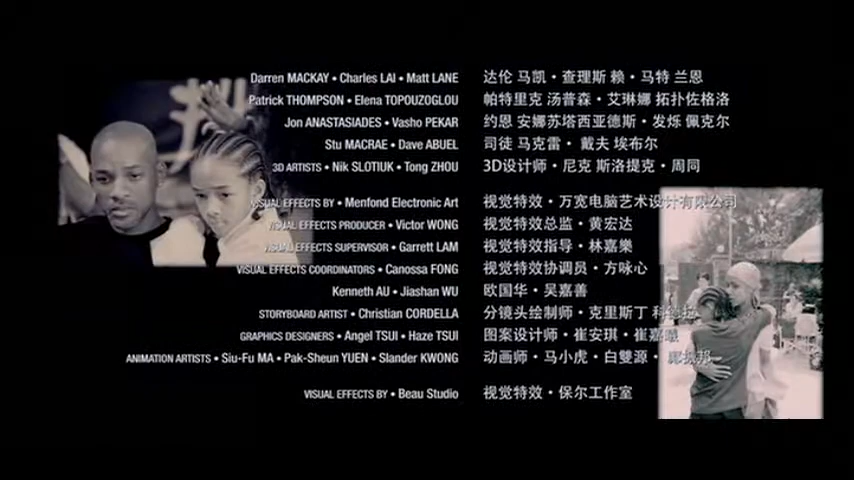 Darren MACKAY • Charles LAI • Matt LANE 达伦 马凯・查理斯 赖・马特 兰恩
Patrick THOMPSON • Elena TOPOUZOGLOU 帕特里克 汤普森・艾琳娜 拓扑佐格洛
Jon ANASTASIADES • Vasho PEKAR 约恩 安娜苏塔西亚德斯・发烁 佩克尔
Stu MACRAE • Dave ABUEL 司徒 马克雷・ 戴夫 埃布尔
3D ARTISTS • Nik SLOTIUK • Tong ZHOU 3D设计师・尼克 斯洛提克・周同
VISUAL EFFECTS BY • Menfond Electronic Art 视觉特效・万宽电脑艺术设计有限公司
VISUAL EFFECTS PRODUCER • Victor WONG 视觉特效总监・黄宏达
VISUAL EFFECTS SUPERVISOR • Garrett LAM 视觉特效指导・林嘉樂
VISUAL EFFECTS COORDINATORS • Canossa FONG 视觉特效协调员・方咏心
Kenneth AU • Jiashan WU 欧国华・吴嘉善
STORYBOARD ARTIST • Christian CORDELLA 分镜头绘制师・克里斯丁 科德拉
GRAPHICS DESIGNERS • Angel TSUI • Haze TSUI 图案设计师・崔安琪・崔嘉曦
ANIMATION ARTISTS • Siu-Fu MA • Pak-Sheun YUEN • Slander KWONG 动画师・马小虎・白雙源・
VISUAL EFFECTS BY • Beau Studio 视觉特效・保尔工作室